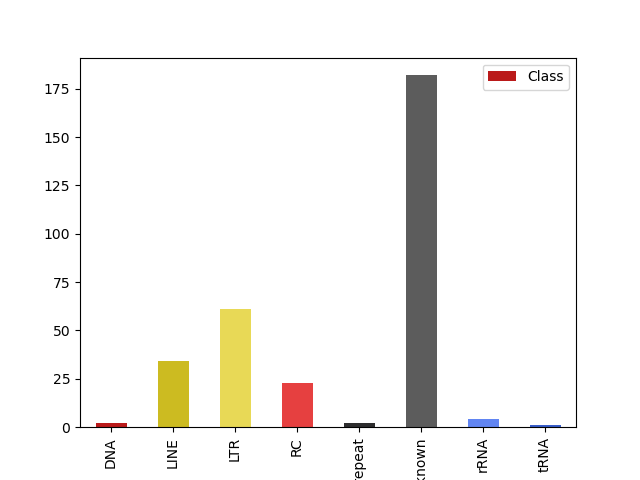 Class
175
150
125
100
75
50
25
0
DNA
LINE
LTR
RC
repeat
known
rRNA
tRNA